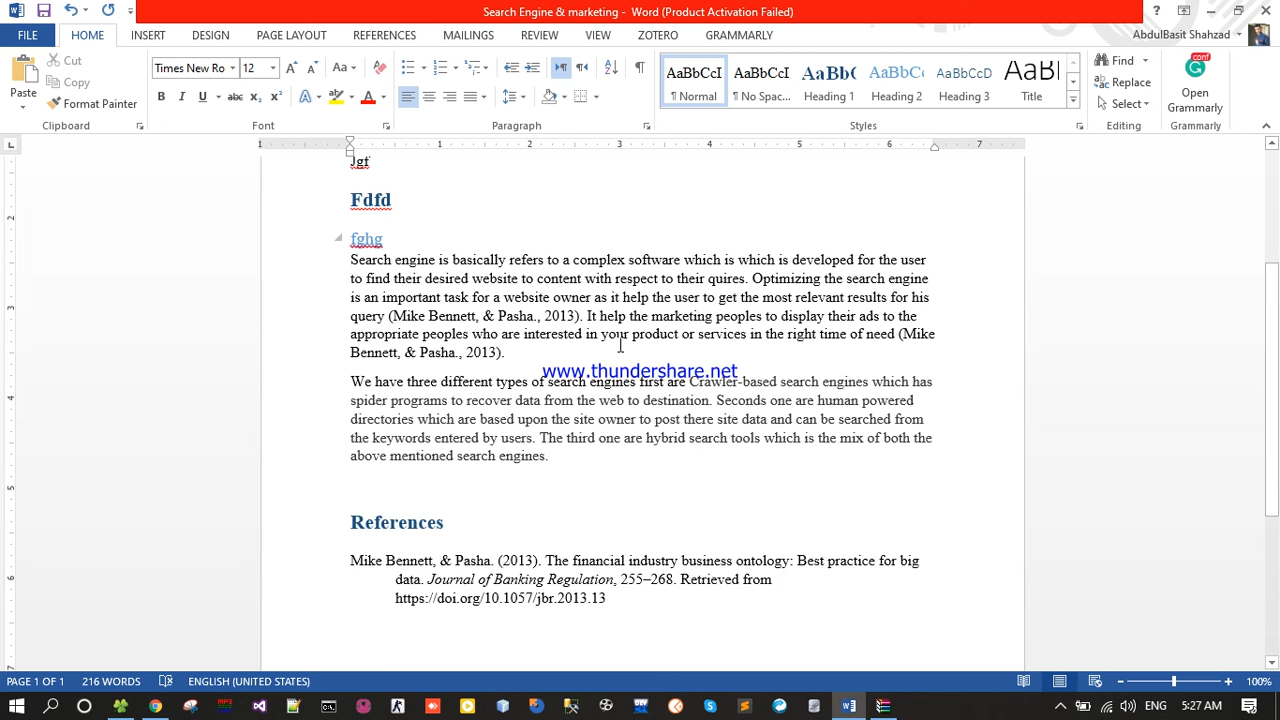 Search Engine & marketing - Word (Product Activation Failed)
FILE HOME INSERT DESIGN PAGE LAYOUT REFERENCES MAILINGS REVIEW VIEW ZOTERO GRAMMARLY AbdulBasit Shahzad
Cut
Copy
Format Painter
Paste
Clipboard
Times New Ro 12
Font
Paragraph
AaBbCcI AaBbCcI AaBb( AaBbCc AaBbCcD AaBI
¶ Normal ¶ No Spac... Heading 1 Heading 2 Heading 3 Title
Styles
Find
Replace
Select
Editing
conf
Open
Grammarly
Grammarly
1 1 2 3 4 5 6 7
Jgf
Fdfd
fghg
Search engine is basically refers to a complex software which is which is developed for the user
to find their desired website to content with respect to their quires. Optimizing the search engine
is an important task for a website owner as it help the user to get the most relevant results for his
query (Mike Bennett, & Pasha., 2013). It help the marketing peoples to display their ads to the
appropriate peoples who are interested in your product or services in the right time of need (Mike
Bennett, & Pasha., 2013).
www.thundershare.net
We have three different types of search engines first are Crawler-based search engines which has
spider programs to recover data from the web to destination. Seconds one are human powered
directories which are based upon the site owner to post there site data and can be searched from
the keywords entered by users. The third one are hybrid search tools which is the mix of both the
above mentioned search engines.
References
Mike Bennett, & Pasha. (2013). The financial industry business ontology: Best practice for big
data. Journal of Banking Regulation, 255–268. Retrieved from
https://doi.org/10.1057/jbr.2013.13
PAGE 1 OF 1 216 WORDS ENGLISH (UNITED STATES) 100%
ENG 5:27 AM